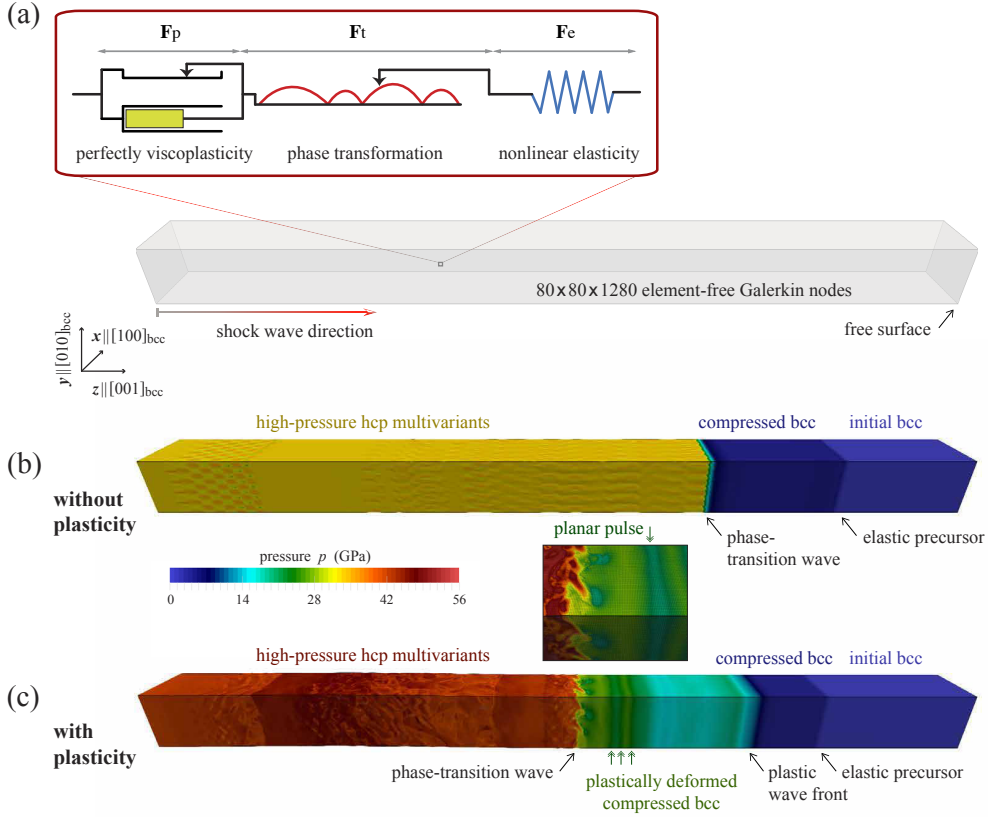 (a)
Fp
Ft
Fe
perfectly viscoplasticity
phase transformation
nonlinear elasticity
80x80x1280 element-free Galerkin nodes
shock wave direction
free surface
y||[010]bcc
x||[100]bcc
z||[001]bcc
high-pressure hcp multivariants
compressed bcc
initial bcc
(b)
without
plasticity
planar pulse
phase-
transition wave
elastic precursor
pressure p (GPa)
0
14
28
42
56
high-pressure hcp multivariants
compressed bcc
initial bcc
(c)
with
plasticity
phase-transition wave
plastically deformed
compressed bcc
plastic
wave front
elastic precursor